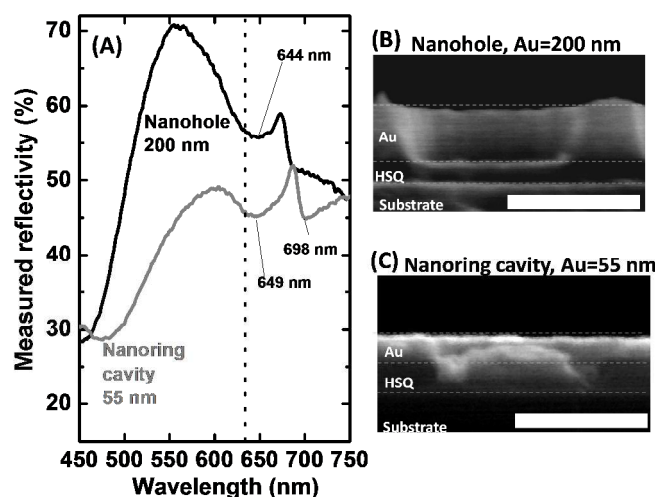 (A)
Measured reflectivity (%)
70
60
50
40
30
20
644 nm
Nanohole
200 nm
698 nm
649 nm
Nanoring
cavity
55 nm
450 500 550 600 650 700 750
Wavelength (nm)
(B) Nanohole, Au=200 nm
Au
HSQ
Substrate
(C) Nanoring cavity, Au=55 nm
Au
HSQ
Substrate